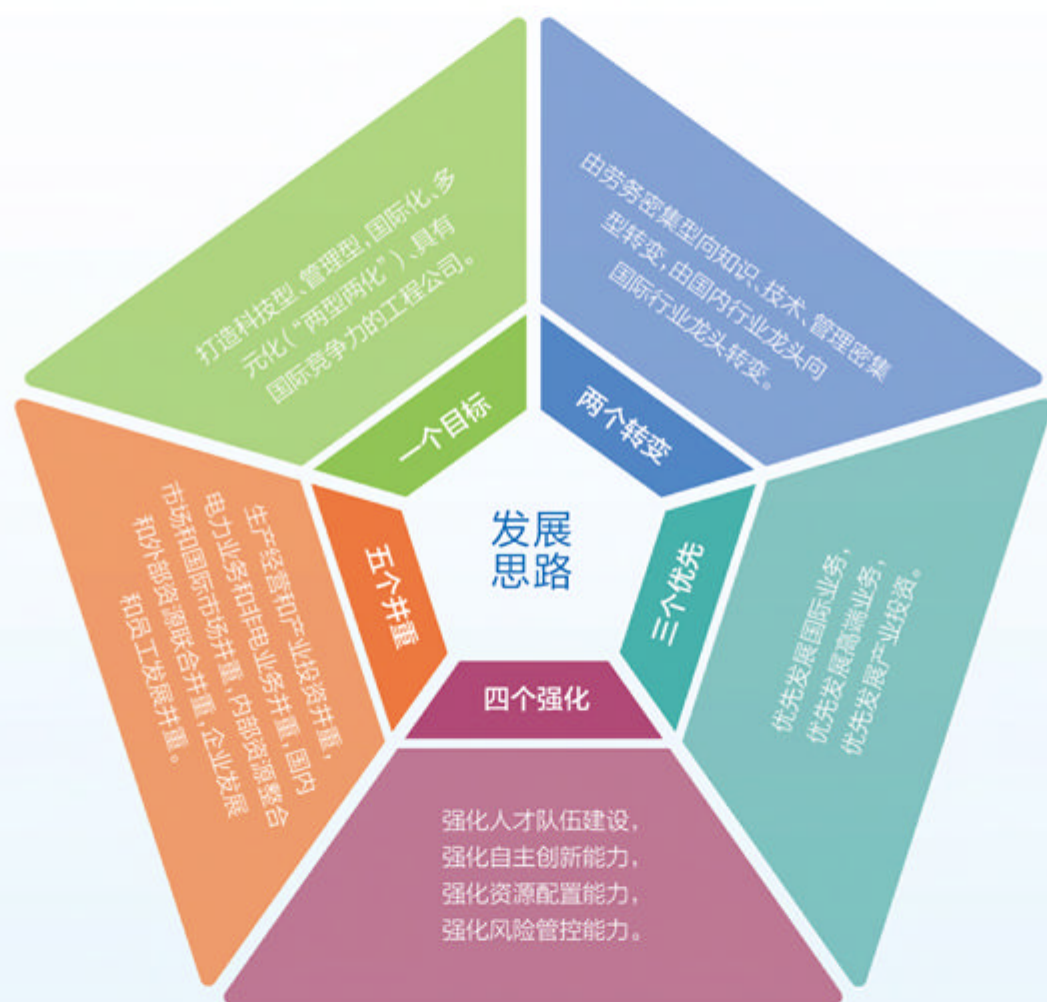 发展
思路
一个目标
打造科技型、管理型，国际化、多
元化（“两型两化”）、具有
国际竞争力的工程公司。
两个转变
由劳务密集型向知识、技术、管理密集
型转变，由国内行业龙头向
国际行业龙头转变。
三个优先
优先发展国际业务，
优先发展高端业务，
优先发展产业投资。
四个强化
强化人才队伍建设，
强化自主创新能力，
强化资源配置能力，
强化风险管控能力。
五个并重
生产经营和产业投资并重，
电力业务和非电业务并重，国内
市场和国际市场并重，内部资源整合
和外部资源联合并重，企业发展
和员工发展并重。